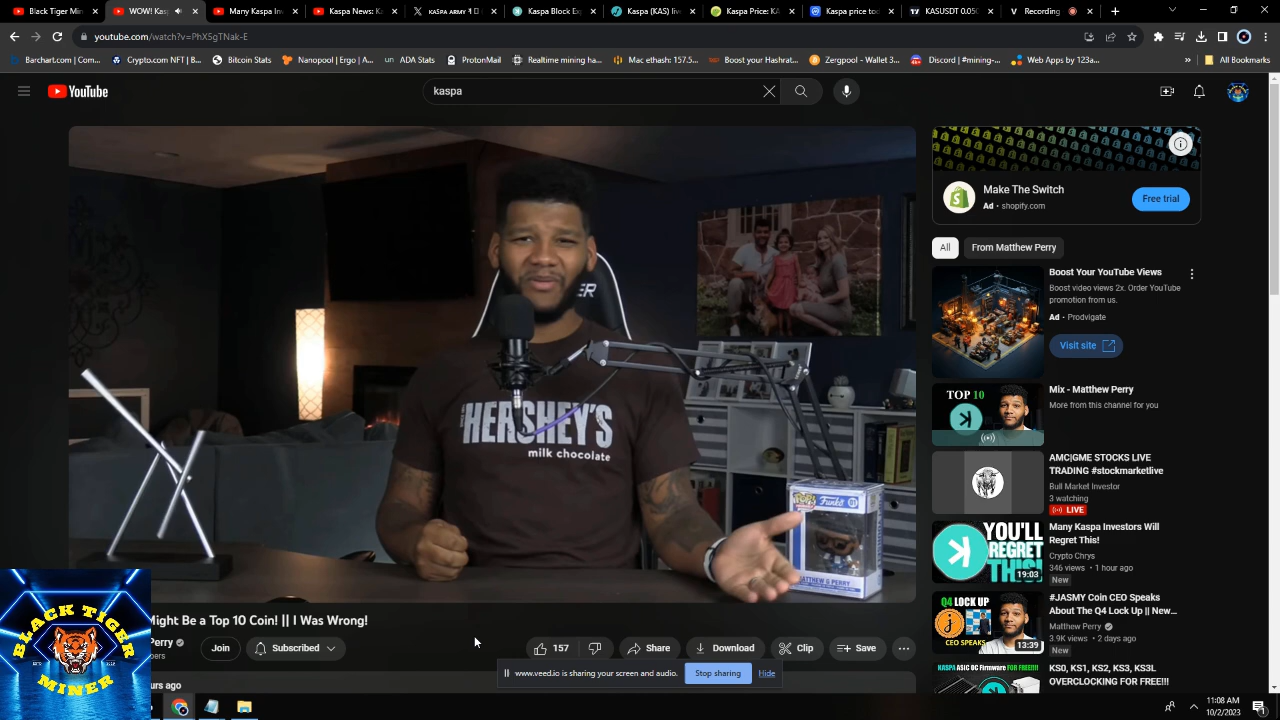 Black Tiger Min
WOW! Kas
Many Kaspa Inv
Kaspa News: K
Kaspa Block Ex
Kaspa (KAS) live
Kaspa Price: KA
Kaspa price too
KASUSDT 0.050
Recording
youtube.com/watch?v=PhX5gTNak-E
Barchart.com | Com...
Crypto.com NFT | B...
Bitcoin Stats
Nanopool | Ergo | A...
ADA Stats
ProtonMail
Realtime mining ha...
Mac address: 157.5...
Boost your Hashrat...
Zergpool - Wallet 3...
Discord | #mining-...
Web Apps by 123a...
»
All Bookmarks
YouTube
kaspa
HERSHEY'S
milk chocolate
Funko
MATTHEW G PERRY
Make The Switch
Ad • shopify.com
Free trial
All
From Matthew Perry
Boost Your YouTube Views
Boost video views 2x. Order YouTube
promotion from us.
Ad • Prodvigate
Visit site
TOP 10
Mix - Matthew Perry
More from this channel for you
AMC|GME STOCKS LIVE
TRADING #stockmarketlive
Bull Market Investor
3 watching
LIVE
YOU'LL
REGRET
THIS!
19:03
Many Kaspa Investors Will
Regret This!
Crypto Chrys
346 views • 1 hour ago
New
Q4 LOCK UP
CEO SPEAKS
13:39
#JASMY Coin CEO Speaks
About The Q4 Lock Up || New...
Matthew Perry
3.9K views • 2 days ago
New
KASPA ASIC OC Firmware FOR FREE!!!!
KS0, KS1, KS2, KS3, KS3L
OVERCLOCKING FOR FREE!!!
Might Be a Top 10 Coin! || I Was Wrong!
Perry
bers
Join
Subscribed
157
Share
Download
Clip
Save
www.veed.io is sharing your screen and audio.
Stop sharing
Hide
urs ago
BLACK TIGER
MINER
11:08 AM
10/2/2023